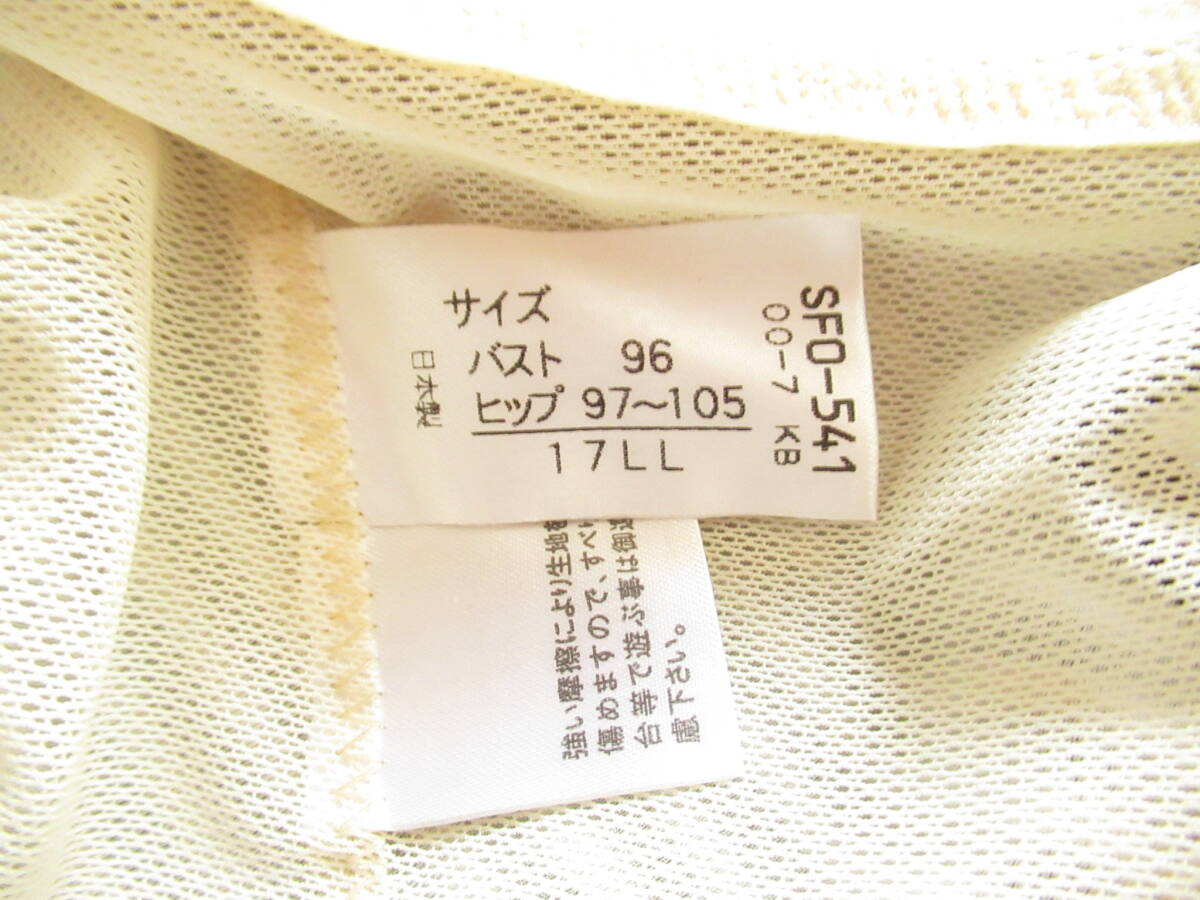 サイズ
バスト 96
ヒップ 97〜105
17LL
日本製
SFO-541
00-7 KB
強い摩擦により生地を
傷めますので、すべり
台等で遊ぶ事は御遠
慮下さい。